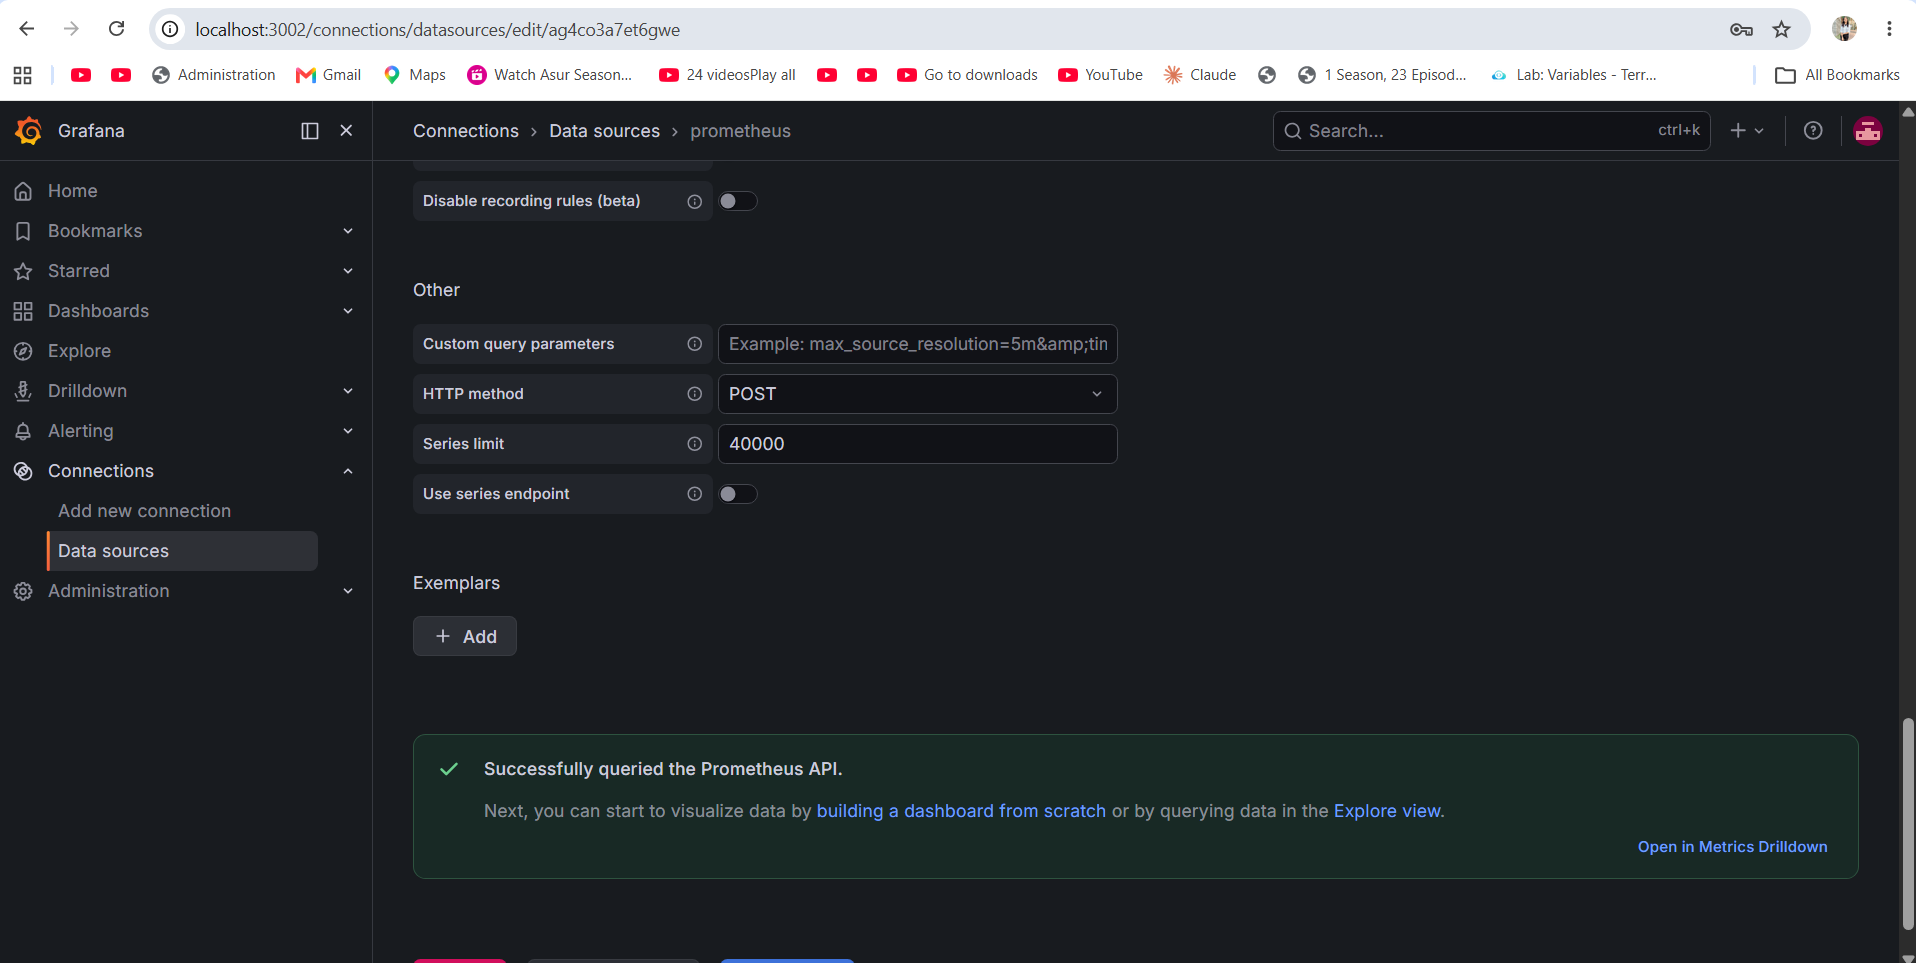 localhost:3002/connections/datasources/edit/ag4co3a7et6gwe
Administration
Gmail
Maps
Watch Asur Season...
24 videosPlay all
Go to downloads
YouTube
Claude
1 Season, 23 Episod...
Lab: Variables - Terr...
All Bookmarks
Grafana
Connections › Data sources › prometheus
Search...
ctrl+k
Home
Bookmarks
Starred
Dashboards
Explore
Drilldown
Alerting
Connections
Add new connection
Data sources
Administration
Disable recording rules (beta)
Other
Custom query parameters
Example: max_source_resolution=5m&amp;tin
HTTP method
POST
Series limit
40000
Use series endpoint
Exemplars
+ Add
Successfully queried the Prometheus API.
Next, you can start to visualize data by building a dashboard from scratch or by querying data in the Explore view.
Open in Metrics Drilldown